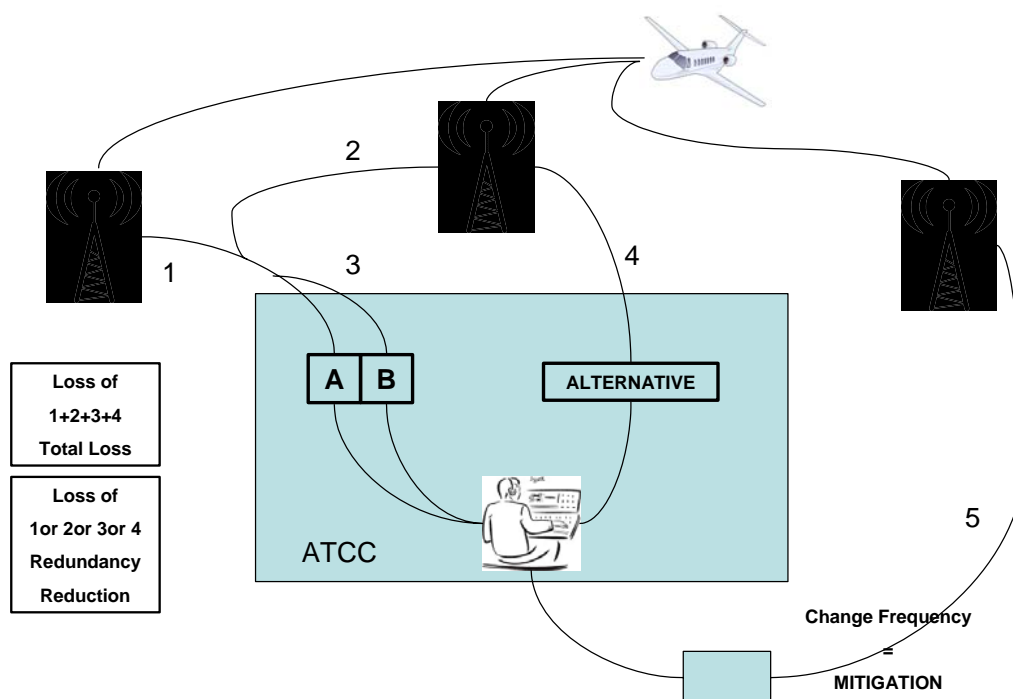 2
1
3
4
A
B
ALTERNATIVE
Loss of
1+2+3+4
Total Loss
Loss of
1or 2or 3or 4
Redundancy
Reduction
ATCC
5
Change Frequency
=
MITIGATION